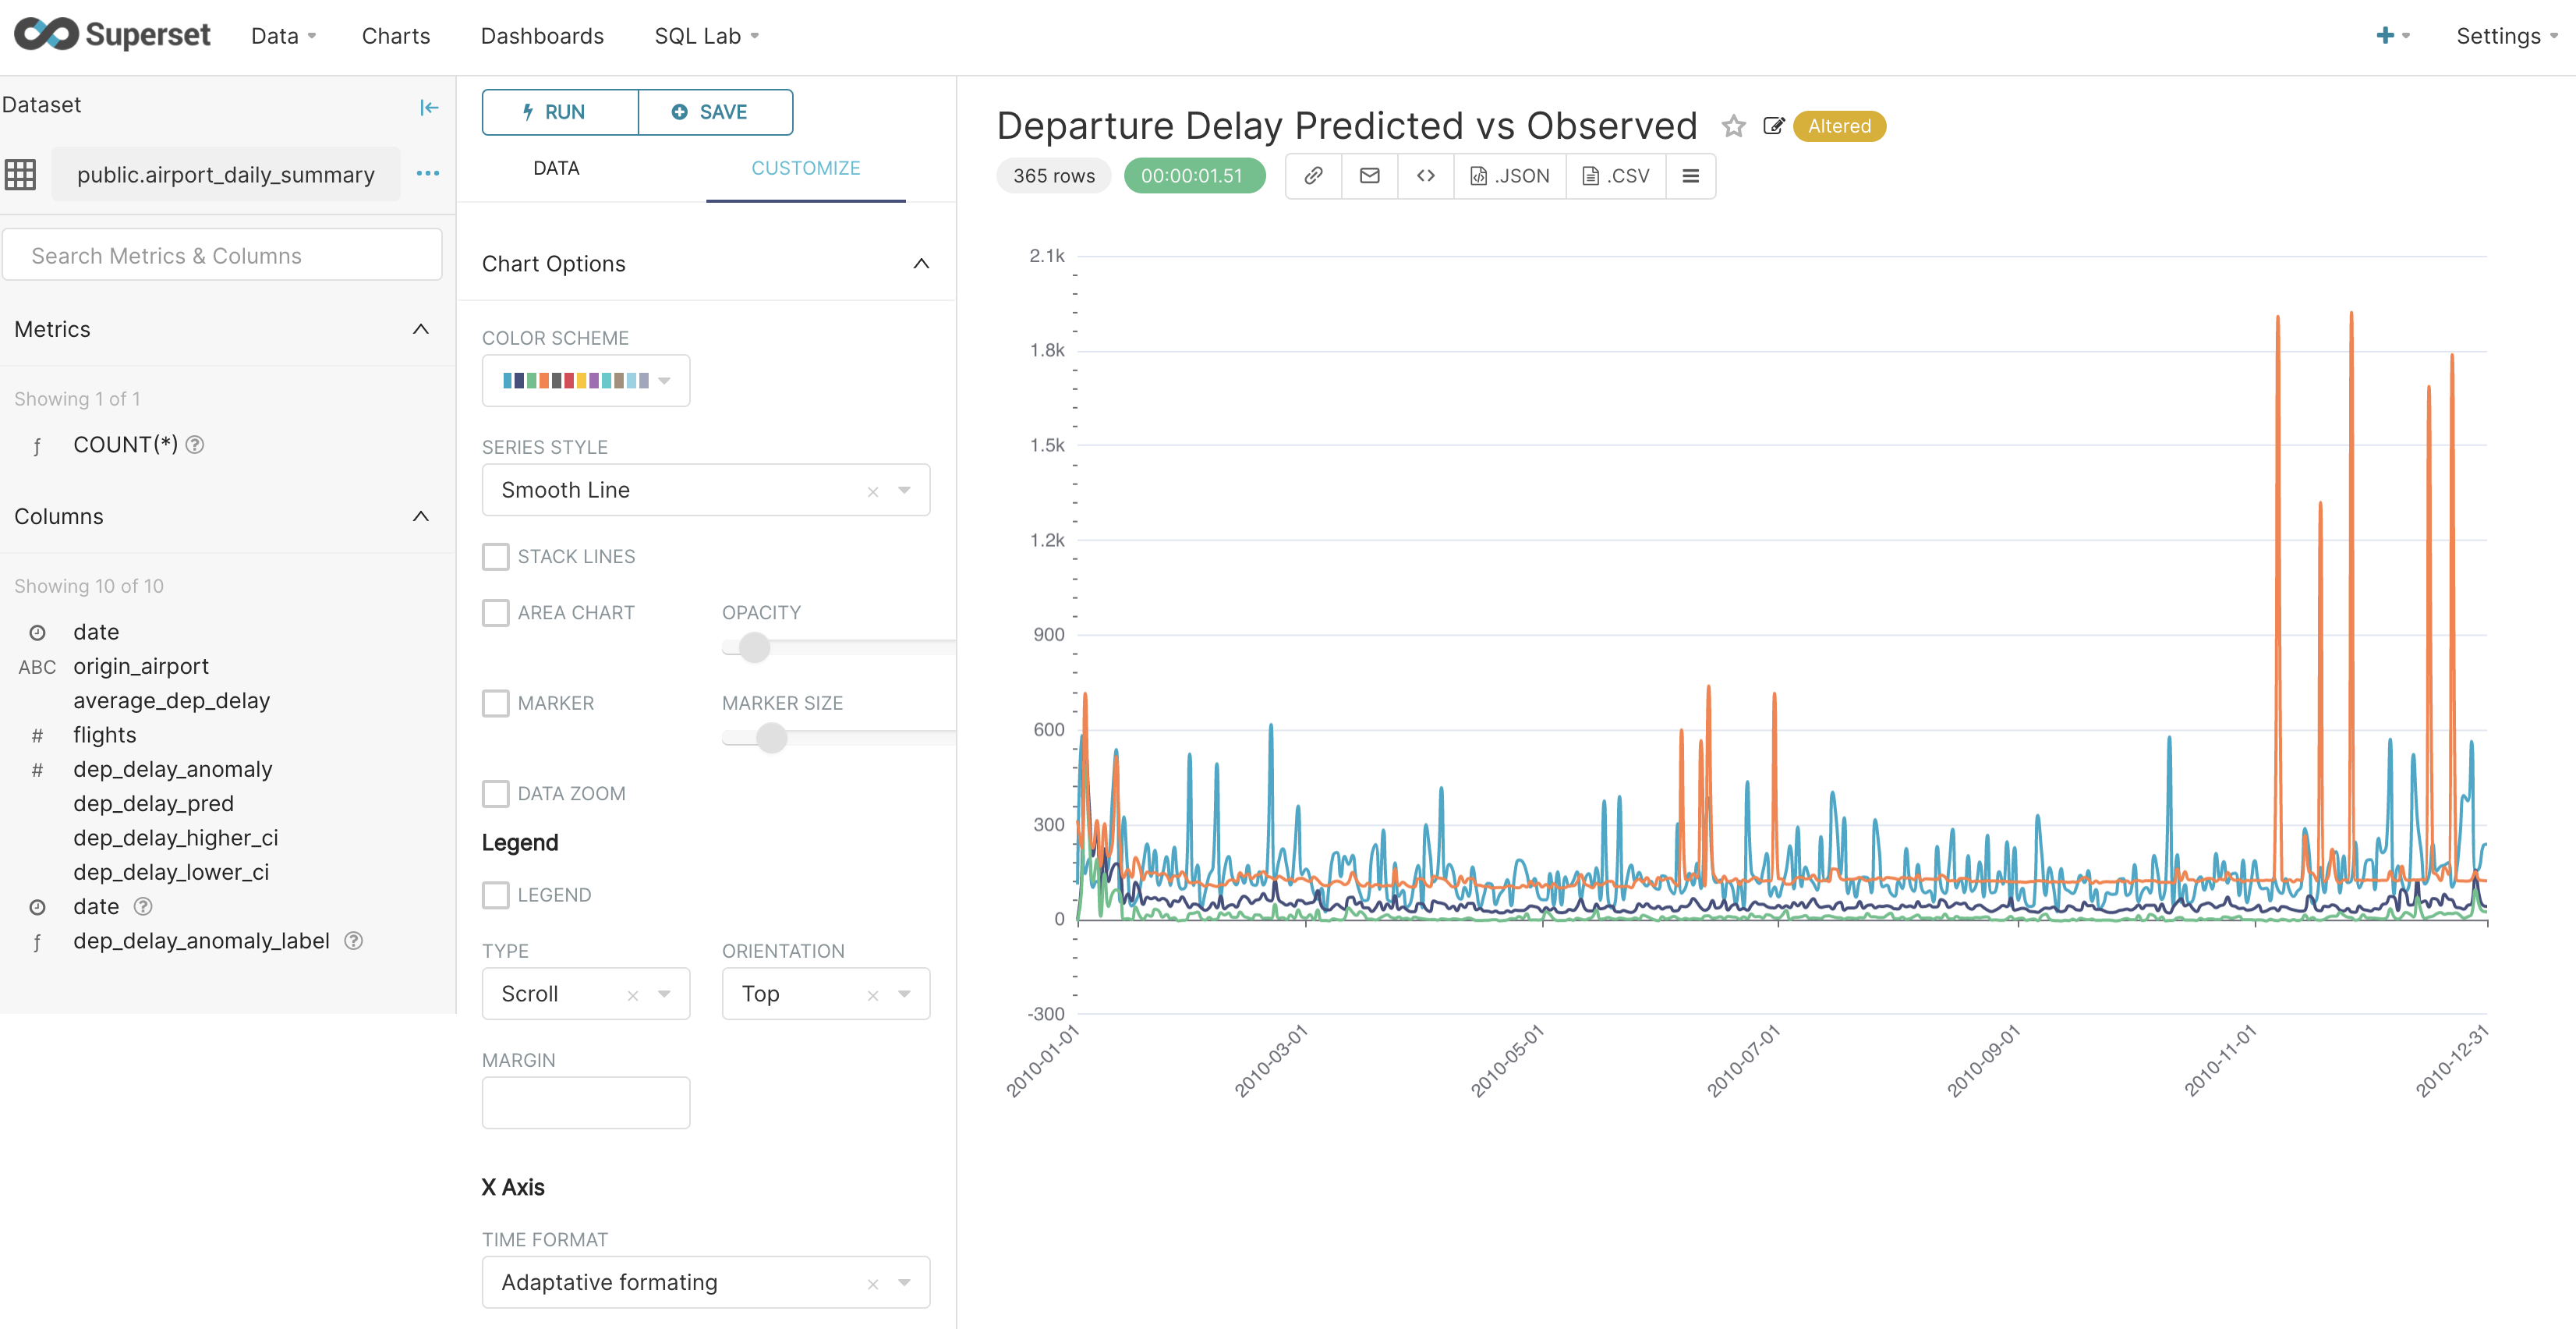 Superset
Data
Charts
Dashboards
SQL Lab
Settings
Dataset
public.airport_daily_summary
Search Metrics & Columns
Metrics
Showing 1 of 1
ƒ COUNT(*)
Columns
Showing 10 of 10
date
ABC origin_airport
average_dep_delay
# flights
# dep_delay_anomaly
dep_delay_pred
dep_delay_higher_ci
dep_delay_lower_ci
date
ƒ dep_delay_anomaly_label
RUN
SAVE
DATA
CUSTOMIZE
Chart Options
COLOR SCHEME
SERIES STYLE
Smooth Line
STACK LINES
AREA CHART
OPACITY
MARKER
MARKER SIZE
DATA ZOOM
Legend
LEGEND
TYPE
ORIENTATION
Scroll
Top
MARGIN
X Axis
TIME FORMAT
Adaptative formating
Departure Delay Predicted vs Observed
Altered
365 rows
00:00:01.51
.JSON
.CSV
2.1k
1.8k
1.5k
1.2k
900
600
300
0
-300
2010-01-01
2010-03-01
2010-05-01
2010-07-01
2010-09-01
2010-11-01
2010-12-31